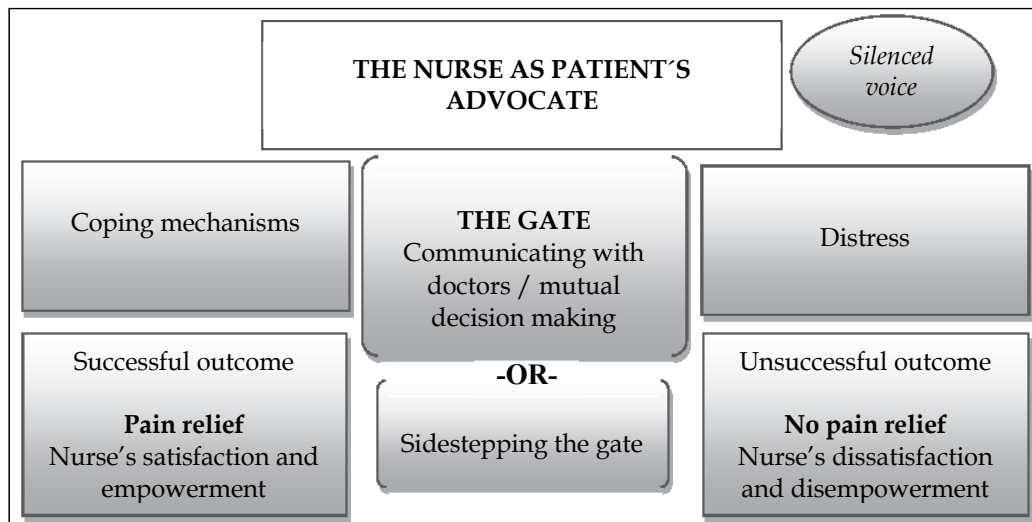 THE NURSE AS PATIENT´S
ADVOCATE
Silenced
voice
Coping mechanisms
THE GATE
Communicating with
doctors / mutual
decision making
Distress
Successful outcome
Pain relief
Nurse’s satisfaction and
empowerment
-OR-
Sidestepping the gate
Unsuccessful outcome
No pain relief
Nurse’s dissatisfaction
and disempowerment